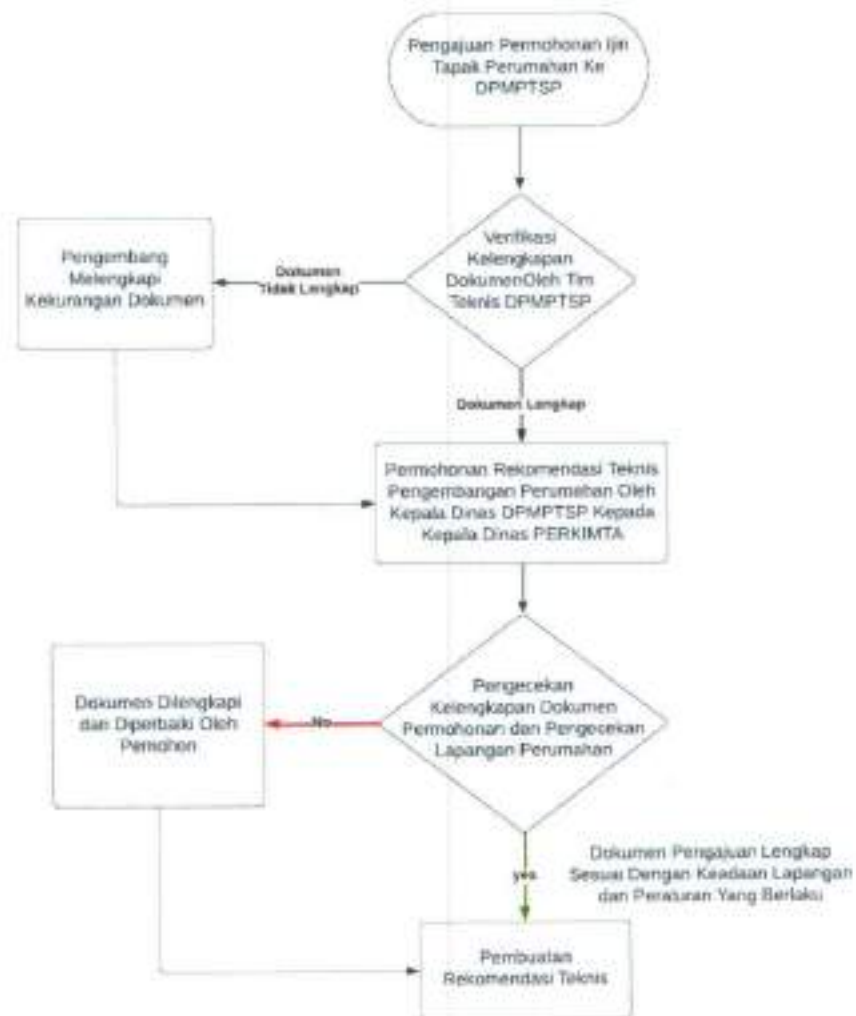 Pengajuan Permohonan Ijin
Tapak Perumahan Ke
DPMPTSP
Verifikasi
Kelengkapan
DokumenOleh Tim
Teknis DPMPTSP
Dokumen
Tidak Lengkap
Pengembang
Melengkapi
Kekurangan Dokumen
Dokumen Lengkap
Permohonan Rekomendasi Teknis
Pengembangan Perumahan Oleh
Kepala Dinas DPMPTSP Kepada
Kepala Dinas PERKIMTA
Pengecekan
Kelengkapan Dokumen
Permohonan dan Pengecekan
Lapangan Perumahan
No
Dokumen Dilengkapi
dan Diperbaiki Oleh
Pemohon
yes
Dokumen Pengajuan Lengkap
Sesuai Dengan Keadaan Lapangan
dan Peraturan Yang Berlaku
Pembuatan
Rekomendasi Teknis